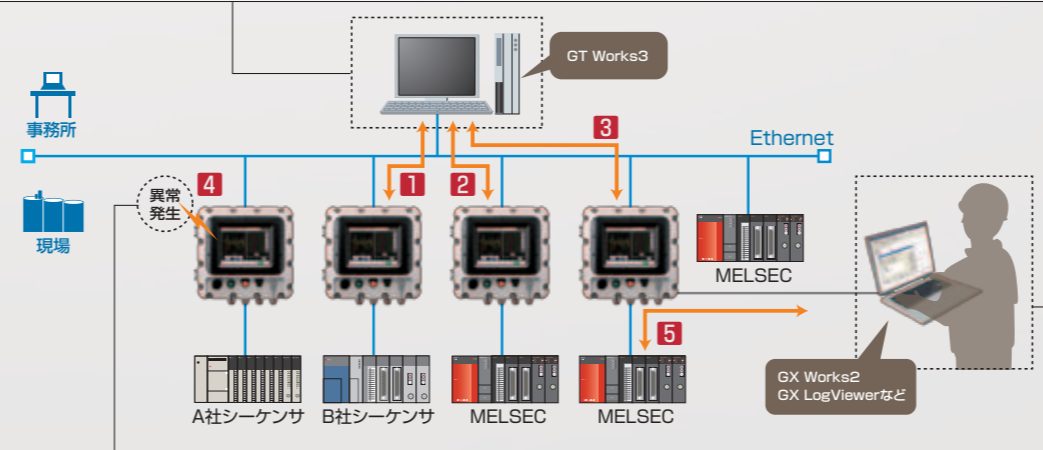 GT Works3
事務所
Ethernet
3
異常
発生
4
1
2
現場
MELSEC
5
A社シーケンサ
B社シーケンサ
MELSEC
MELSEC
GX Works2
GX LogViewerなど